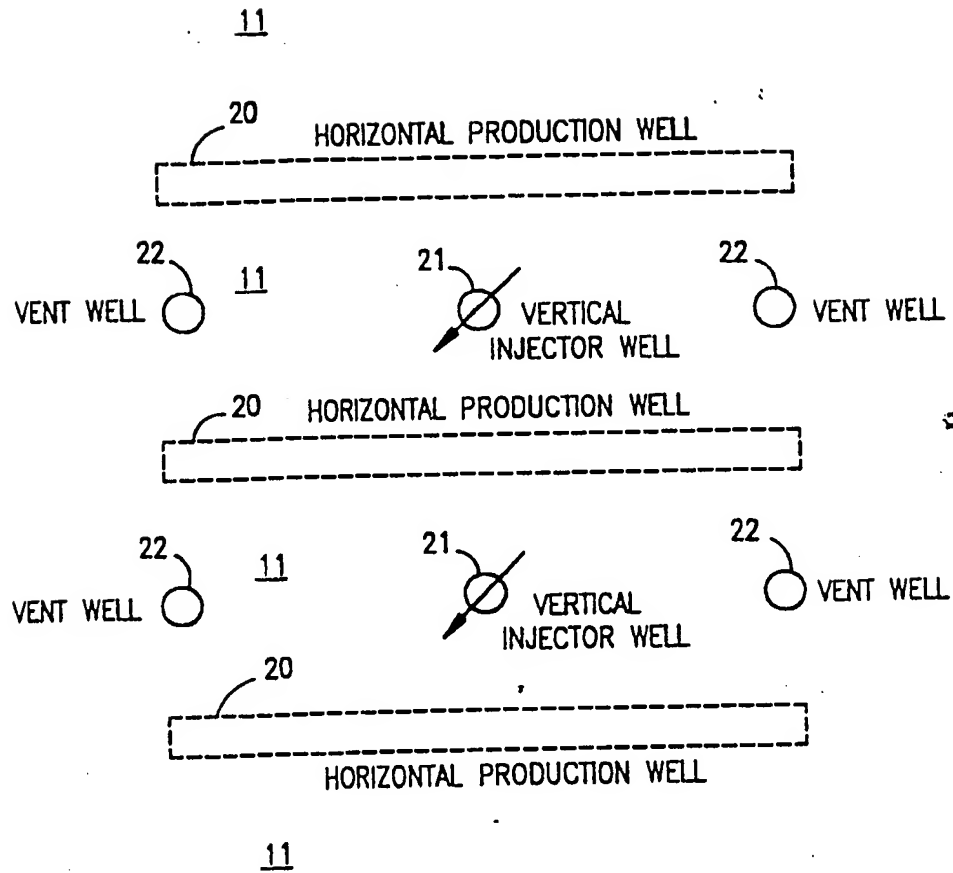 11
20
HORIZONTAL PRODUCTION WELL
22
11
21
22
VENT WELL
VERTICAL
INJECTOR WELL
VENT WELL
20
HORIZONTAL PRODUCTION WELL
22
11
21
22
VENT WELL
VERTICAL
INJECTOR WELL
VENT WELL
20
HORIZONTAL PRODUCTION WELL
11